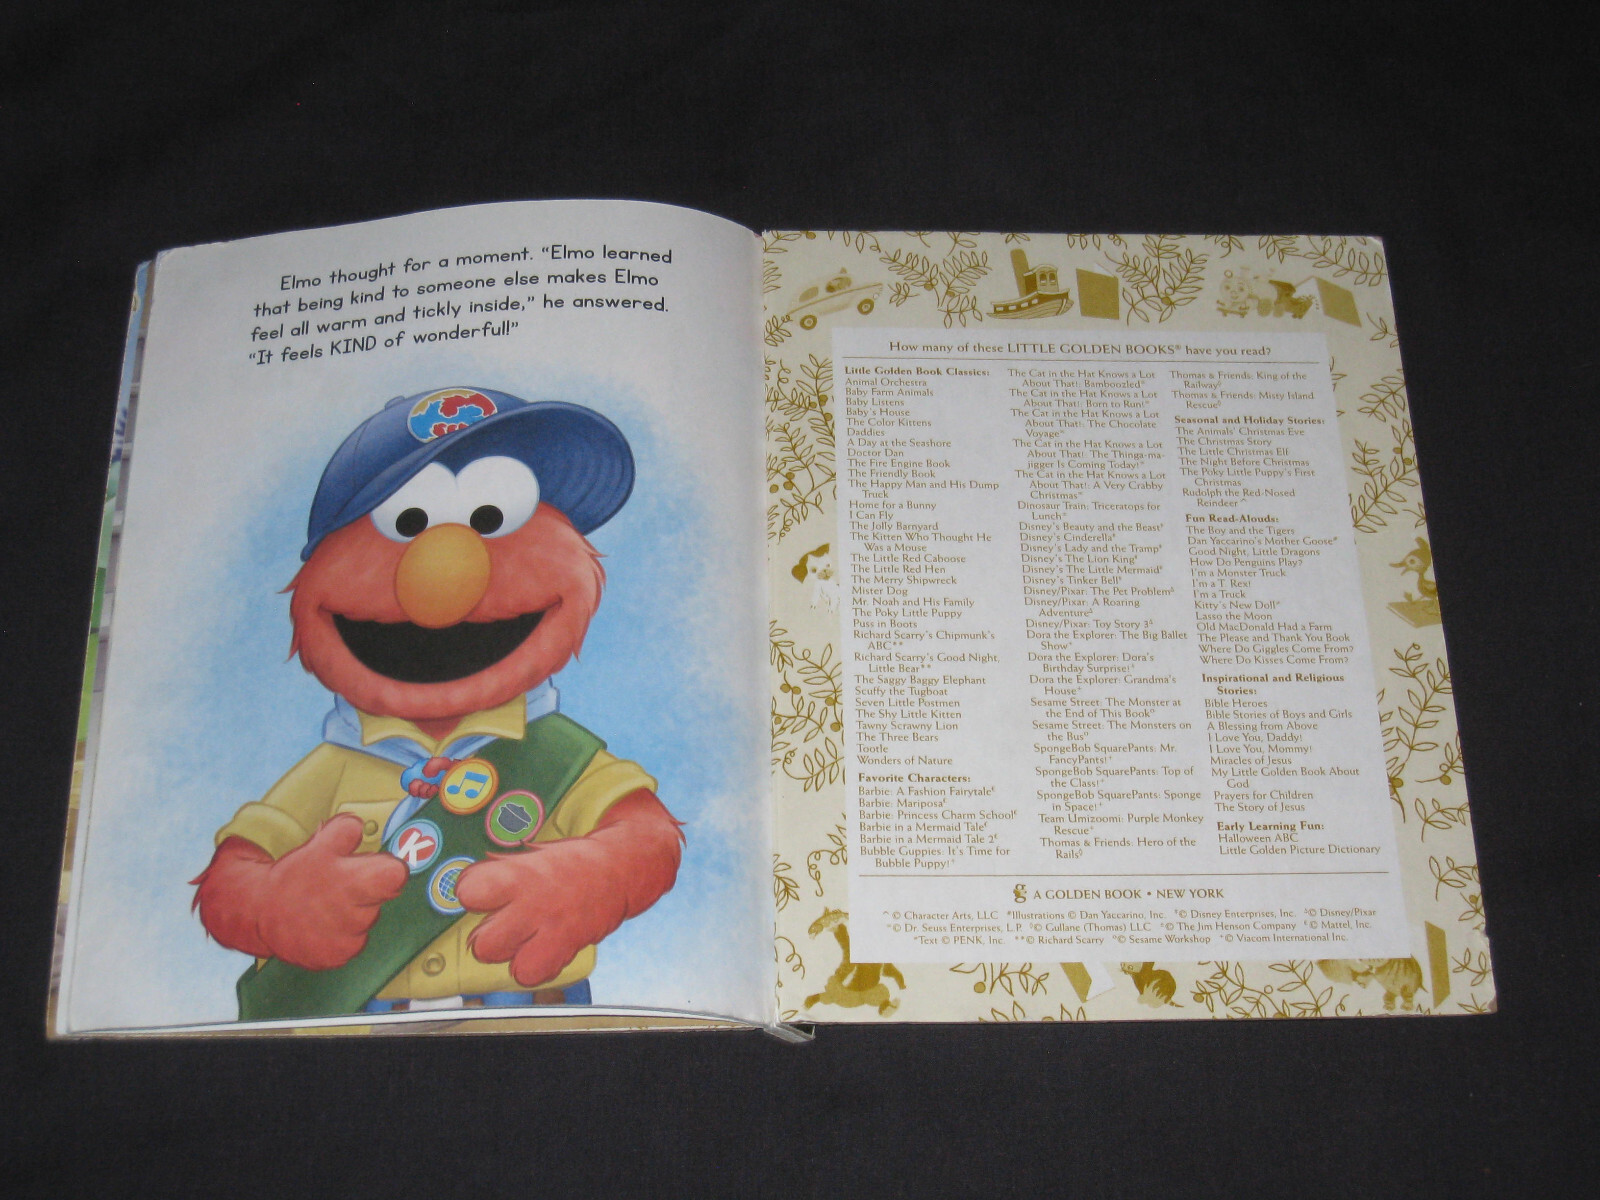 Elmo thought for a moment. “Elmo learned
that being kind to someone else makes Elmo
feel all warm and tickly inside,” he answered.
“It feels KIND of wonderful!”
K
How many of these LITTLE GOLDEN BOOKS® have you read?
Little Golden Book Classics:
Animal Orchestra
Baby Farm Animals
Baby Listens
Baby's House
The Color Kittens
Daddies
A Day at the Seashore
Doctor Dan
The Fire Engine Book
The Friendly Book
The Happy Man and His Dump
Truck
Home for a Bunny
I Can Fly
The Jolly Barnyard
The Kitten Who Thought He
Was a Mouse
The Little Red Caboose
The Little Red Hen
The Merry Shipwreck
Mister Dog
Mr. Noah and His Family
The Poky Little Puppy
Puss in Boots
Richard Scarry's Chipmunk's
ABC**
Richard Scarry's Good Night,
Little Bear**
The Saggy Baggy Elephant
Scuffy the Tugboat
Seven Little Postmen
The Shy Little Kitten
Tawny Scrawny Lion
The Three Bears
Tootle
Wonders of Nature
Favorite Characters:
Barbie: A Fashion Fairytale
Barbie: Mariposa
Barbie: Princess Charm School
Barbie in a Mermaid Tale
Barbie in a Mermaid Tale 2
Bubble Guppies: It's Time for
Bubble Puppy!+
The Cat in the Hat Knows a Lot
About That!: Bamboozled
The Cat in the Hat Knows a Lot
About That!: Born to Run!
The Cat in the Hat Knows a Lot
About That!: The Chocolate
Voyage
The Cat in the Hat Knows a Lot
About That!: The Thinga-ma-
jigger Is Coming Today!
The Cat in the Hat Knows a Lot
About That!: A Very Crabby
Christmas
Dinosaur Train: Triceratops for
Lunch
Disney's Beauty and the Beast
Disney's Cinderella
Disney's Lady and the Tramp
Disney's The Lion King
Disney's The Little Mermaid
Disney's Tinker Bell
Disney/Pixar: The Pet Problem
Disney/Pixar: A Roaring
Adventure
Disney/Pixar: Toy Story 3
Dora the Explorer: The Big Ballet
Show+
Dora the Explorer: Dora's
Birthday Surprise!+
Dora the Explorer: Grandma's
House+
Sesame Street: The Monster at
the End of This Book
Sesame Street: The Monsters on
the Bus
SpongeBob SquarePants: Mr.
FancyPants!+
SpongeBob SquarePants: Top of
the Class!+
SpongeBob SquarePants: Sponge
in Space!+
Team Umizoomi: Purple Monkey
Rescue+
Thomas & Friends: Hero of the
Rails
Thomas & Friends: King of the
Railway
Thomas & Friends: Misty Island
Rescue
Seasonal and Holiday Stories:
The Animals' Christmas Eve
The Christmas Story
The Little Christmas Elf
The Night Before Christmas
The Poky Little Puppy's First
Christmas
Rudolph the Red-Nosed
Reindeer^
Fun Read-Alouds:
The Boy and the Tigers
Dan Yaccarino's Mother Goose#
Good Night, Little Dragons
How Do Penguins Play?
I'm a Monster Truck
I'm a T. Rex!
I'm a Truck
Kitty's New Doll*
Lasso the Moon
Old MacDonald Had a Farm
The Please and Thank You Book
Where Do Giggles Come From?
Where Do Kisses Come From?
Inspirational and Religious
Stories:
Bible Heroes
Bible Stories of Boys and Girls
A Blessing from Above
I Love You, Daddy!
I Love You, Mommy!
Miracles of Jesus
My Little Golden Book About
God
Prayers for Children
The Story of Jesus
Early Learning Fun:
Halloween ABC
Little Golden Picture Dictionary
A GOLDEN BOOK • NEW YORK
^ © Character Arts, LLC #Illustrations © Dan Yaccarino, Inc. © Disney Enterprises, Inc. © Disney/Pixar
© Dr. Seuss Enterprises, L.P. © Gullane (Thomas) LLC © The Jim Henson Company © Mattel, Inc.
*Text © PENK, Inc. **© Richard Scarry © Sesame Workshop +© Viacom International Inc.